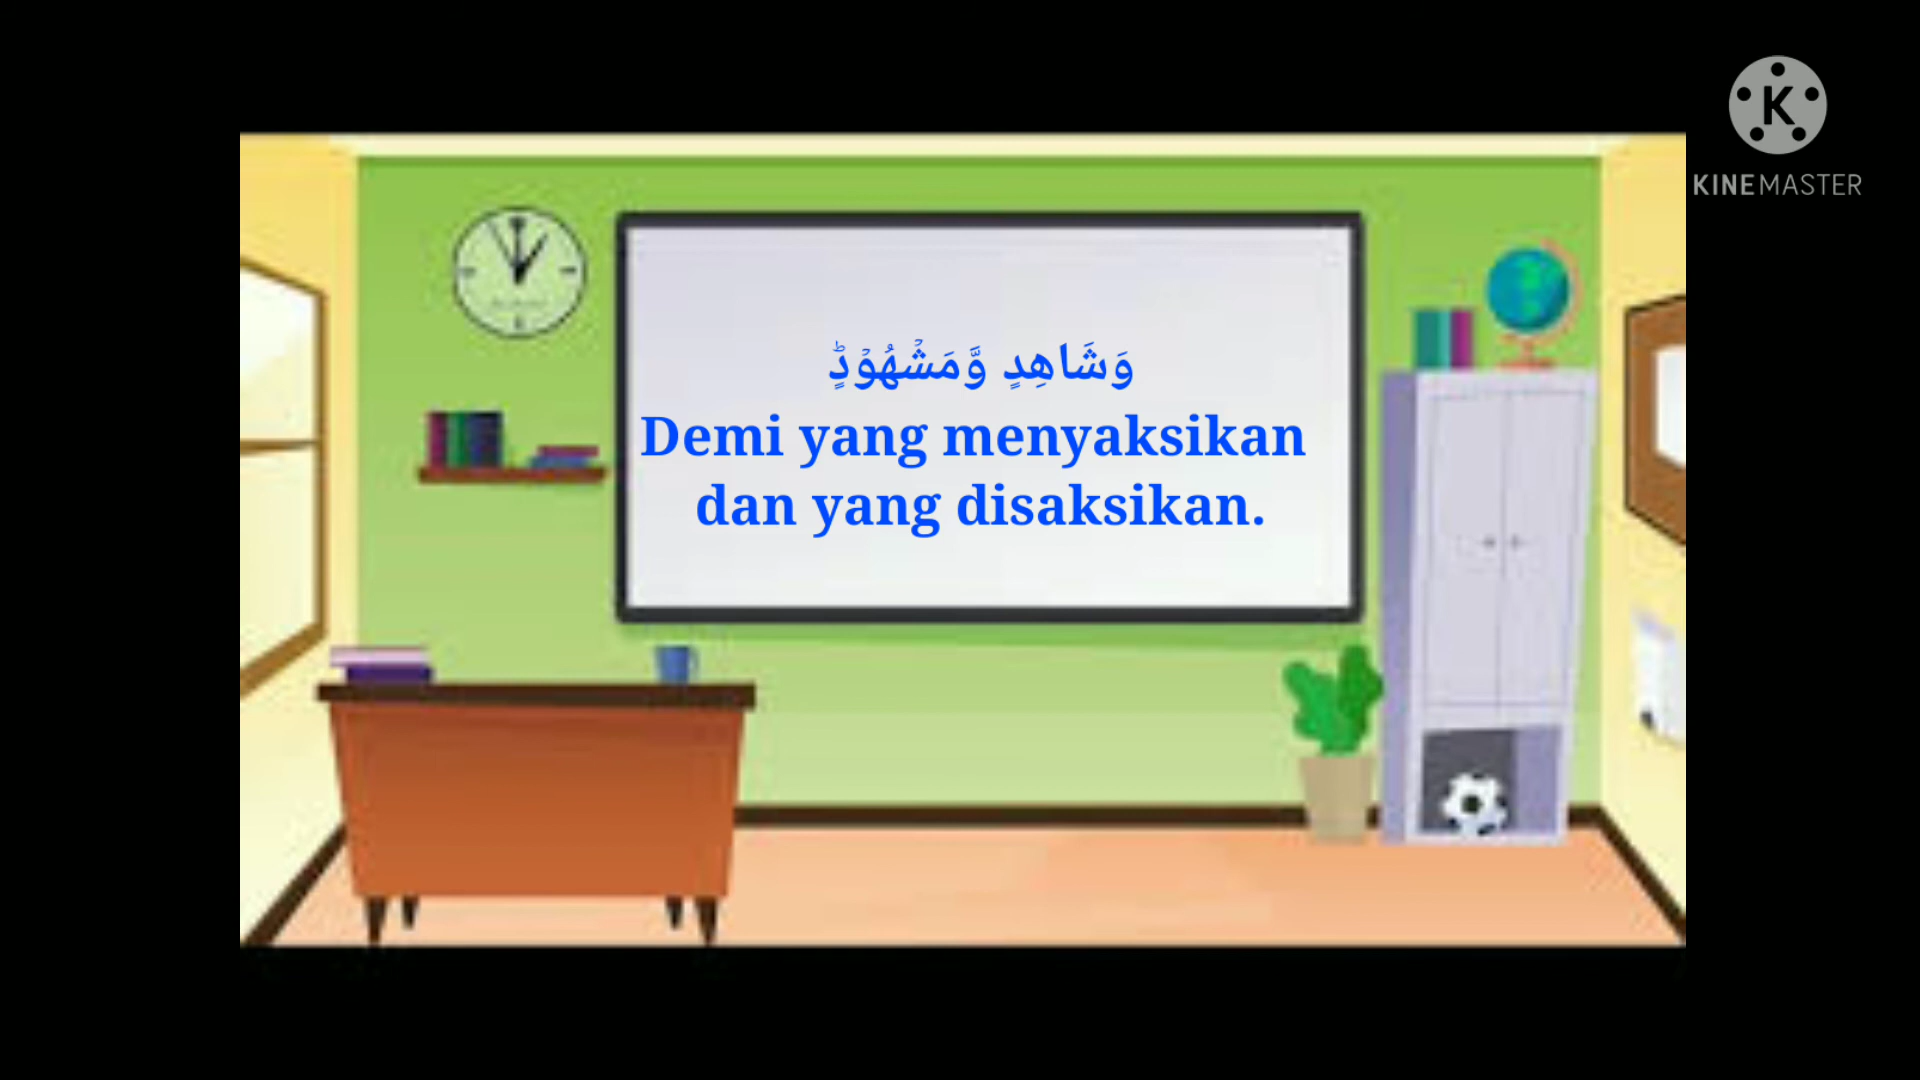 وَشَاهِدٍ وَّمَشْهُوْدٍۗ
Demi yang menyaksikan
dan yang disaksikan.
K
KINEMASTER